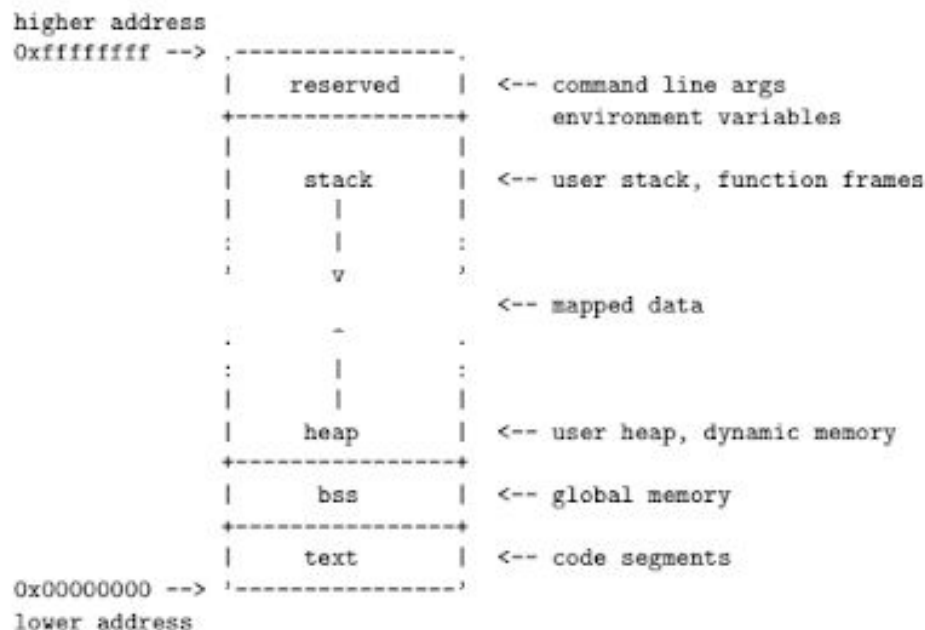 higher address
0xffffffff --> .----------------.
| reserved | <-- command line args
+----------------+ environment variables
| |
| stack | <-- user stack, function frames
| | |
: | :
' v '
<-- mapped data
. ^ .
: | :
| | |
| heap | <-- user heap, dynamic memory
+----------------+
| bss | <-- global memory
+----------------+
| text | <-- code segments
0x00000000 --> '----------------'
lower address